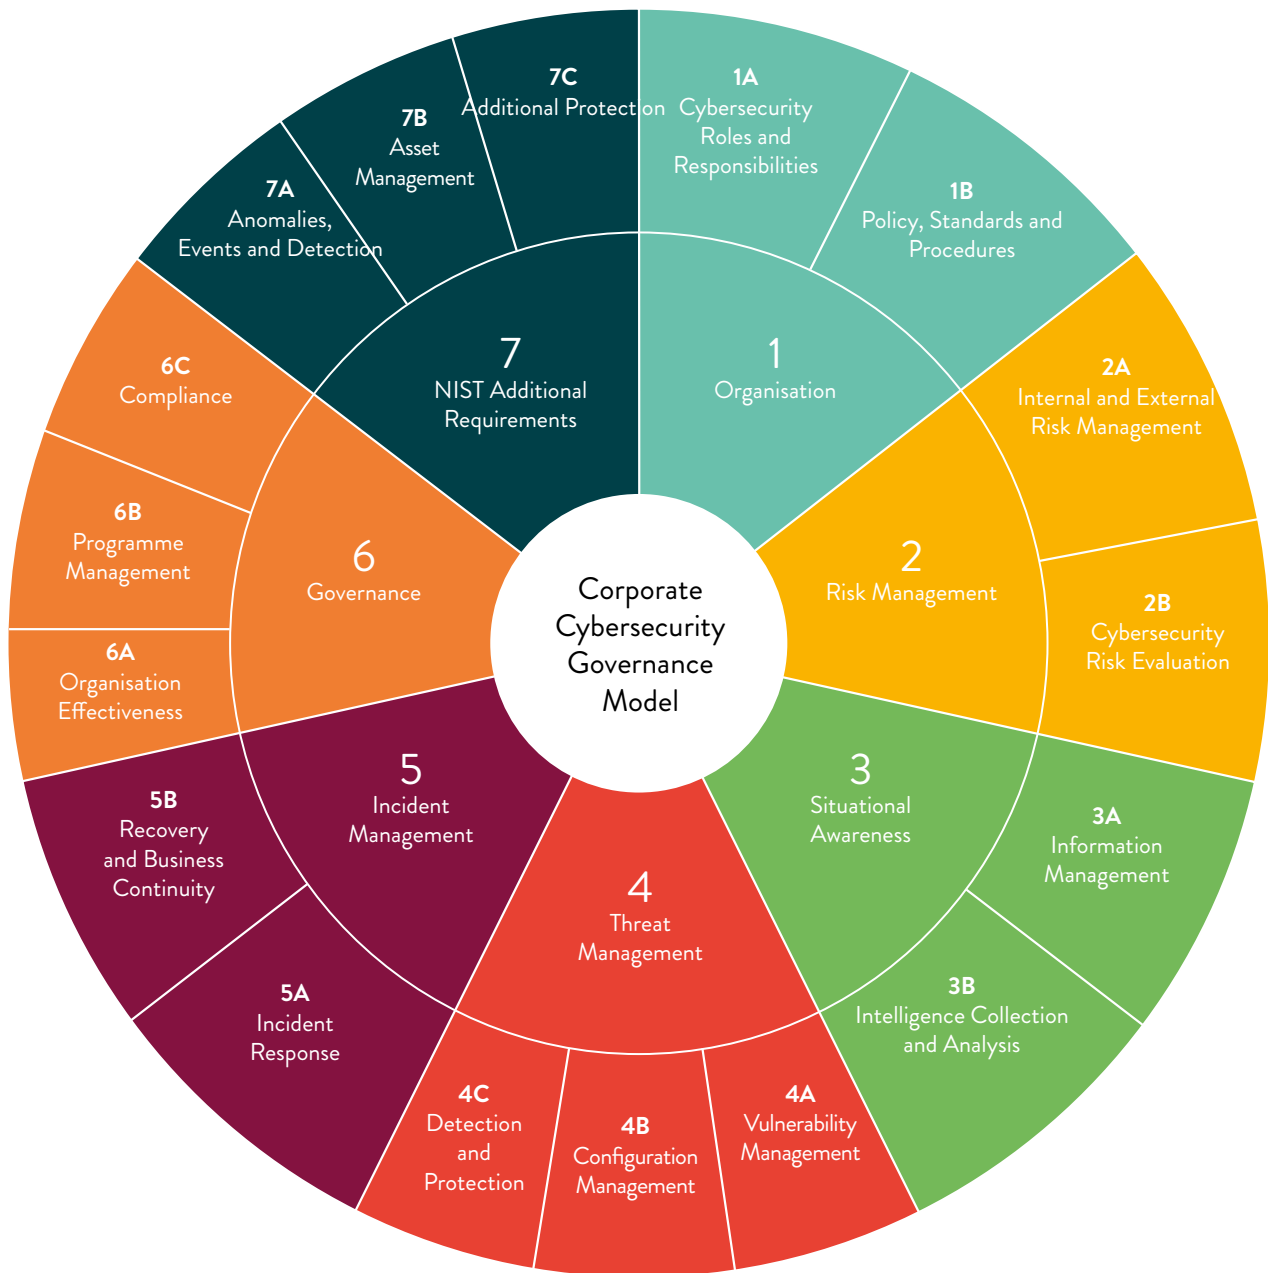 Corporate
Cybersecurity
Governance
Model
1
Organisation
1A
Cybersecurity
Roles and
Responsibilities
1B
Policy, Standards and
Procedures
2
Risk Management
2A
Internal and External
Risk Management
2B
Cybersecurity
Risk Evaluation
3
Situational
Awareness
3A
Information
Management
3B
Intelligence Collection
and Analysis
4
Threat
Management
4A
Vulnerability
Management
4B
Configuration
Management
4C
Detection
and
Protection
5
Incident
Management
5A
Incident
Response
5B
Recovery
and Business
Continuity
6
Governance
6A
Organisation
Effectiveness
6B
Programme
Management
6C
Compliance
7
NIST Additional
Requirements
7A
Anomalies,
Events and Detection
7B
Asset
Management
7C
Additional Protection